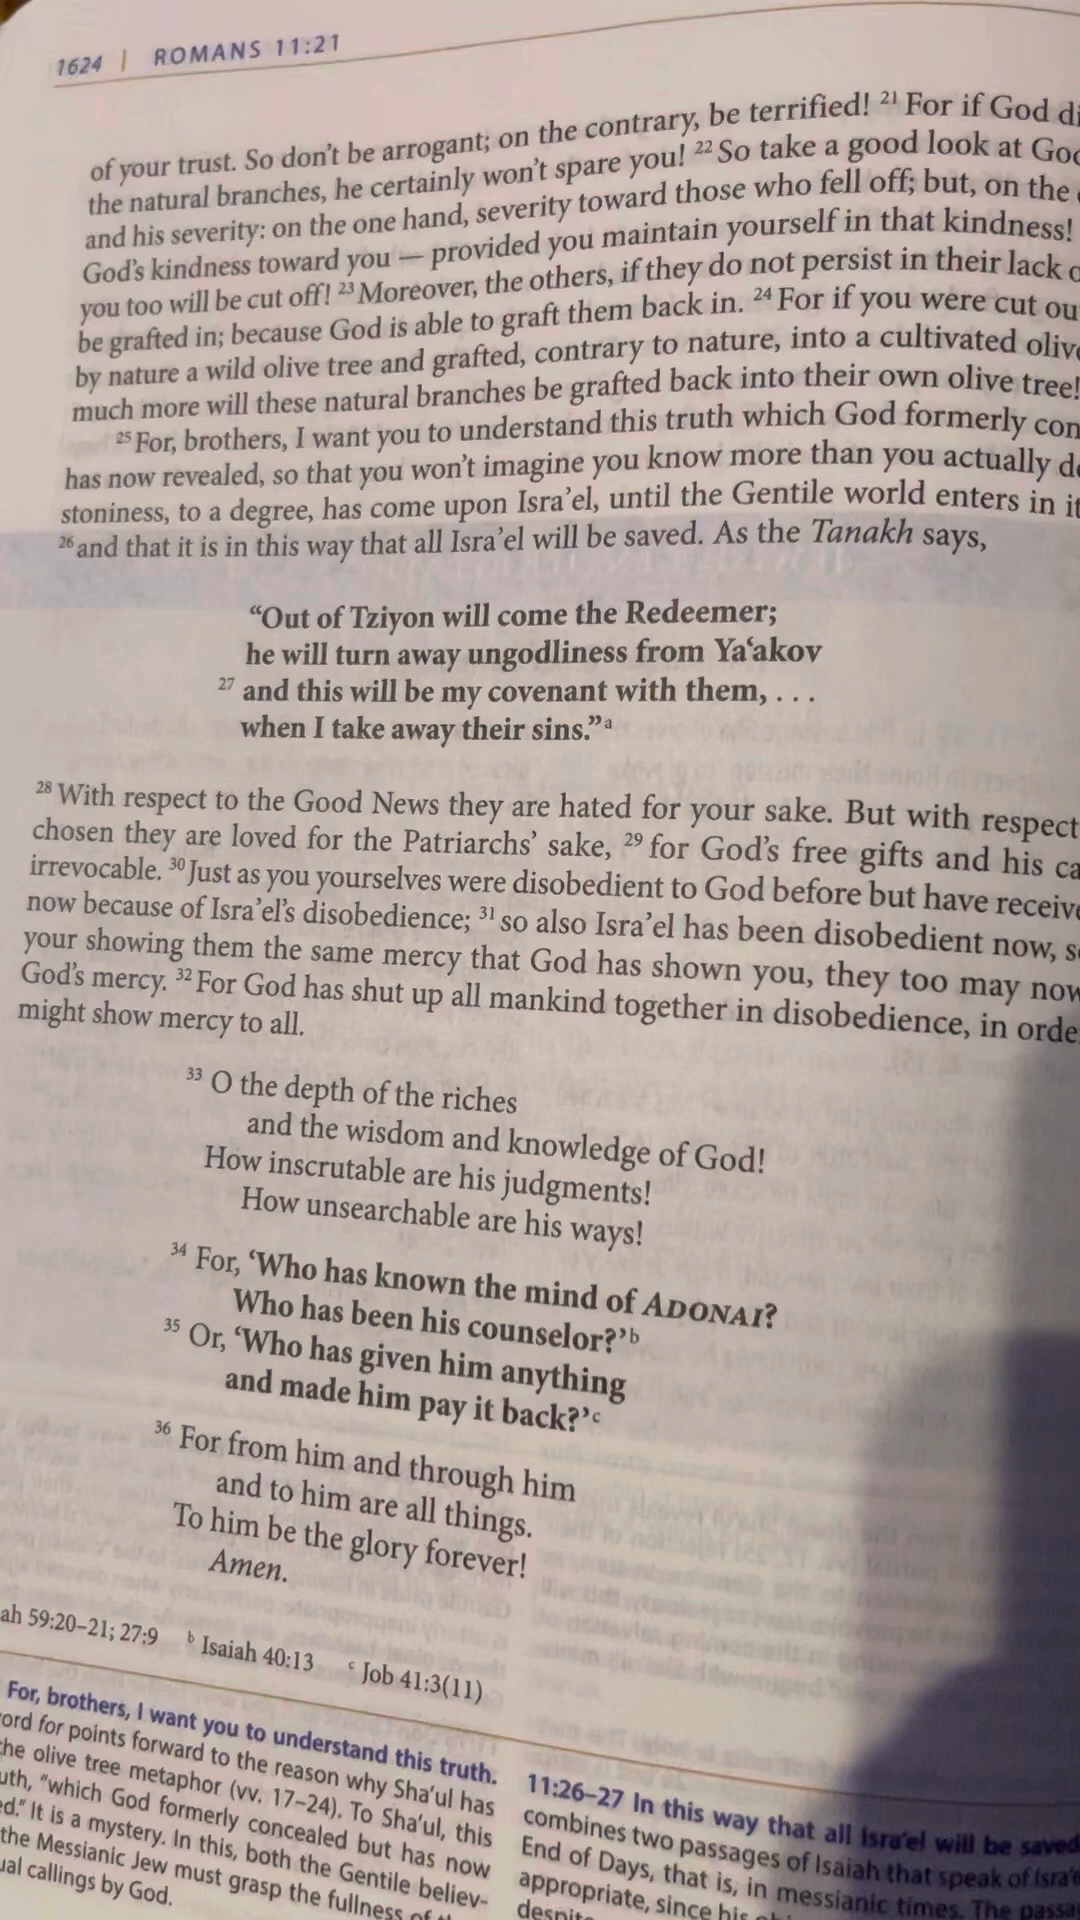 1624 | ROMANS 11:21
of your trust. So don't be arrogant; on the contrary, be terrified! 21 For if God
the natural branches, he certainly won't spare you! 22 So take a good look at
and his severity: on the one hand, severity toward those who fell off; but, on the
God's kindness toward you — provided you maintain yourself in that kindness!
you too will be cut off! 23 Moreover, the others, if they do not persist in their lack
be grafted in; because God is able to graft them back in. 24 For if you were cut
by nature a wild olive tree and grafted, contrary to nature, into a cultivated
much more will these natural branches be grafted back into their own olive tree!
25 For, brothers, I want you to understand this truth which God formerly
has now revealed, so that you won't imagine you know more than you actually
stoniness, to a degree, has come upon Isra'el, until the Gentile world enters in
26 and that it is in this way that all Isra'el will be saved. As the Tanakh says,
“Out of Tziyon will come the Redeemer;
he will turn away ungodliness from Ya‘akov
27 and this will be my covenant with them, . . .
when I take away their sins.”a
28 With respect to the Good News they are hated for your sake. But with respect
chosen they are loved for the Patriarchs' sake, 29 for God's free gifts and his
irrevocable. 30 Just as you yourselves were disobedient to God before but have
now because of Isra'el's disobedience; 31 so also Isra'el has been disobedient now,
your showing them the same mercy that God has shown you, they too may now
God's mercy. 32 For God has shut up all mankind together in disobedience, in
might show mercy to all.
33 O the depth of the riches
and the wisdom and knowledge of God!
How inscrutable are his judgments!
How unsearchable are his ways!
34 For, ‘Who has known the mind of ADONAI?
Who has been his counselor?’b
35 Or, ‘Who has given him anything
and made him pay it back?’c
36 For from him and through him
and to him are all things.
To him be the glory forever!
Amen.
59:20–21; 27:9 b Isaiah 40:13 c Job 41:3(11)
For, brothers, I want you to understand this truth.
for points forward to the reason why Sha'ul has
olive tree metaphor (vv. 17–24). To Sha'ul, this
“which God formerly concealed but has now
It is a mystery. In this, both the Gentile believ-
the Messianic Jew must grasp the fullness of
callings by God.
11:26–27 In this way that all Isra'el will be saved
combines two passages of Isaiah that speak of
End of Days, that is, in messianic times. The
appropriate, since his